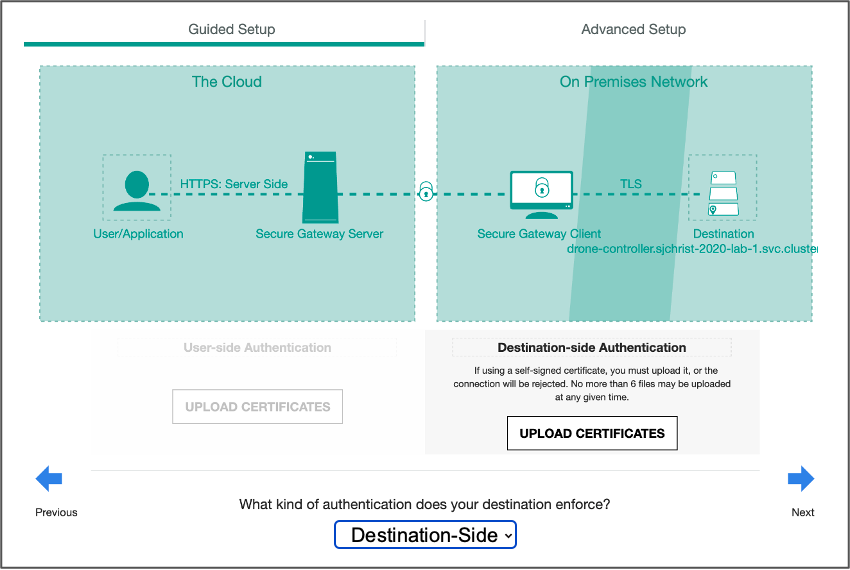 Guided Setup
Advanced Setup
The Cloud
On Premises Network
HTTPS: Server Side
TLS
User/Application
Secure Gateway Server
Secure Gateway Client
Destination
drone-controller.sjchrist-2020-lab-1.svc.cluster
User-side Authentication
UPLOAD CERTIFICATES
Destination-side Authentication
If using a self-signed certificate, you must upload it, or the
connection will be rejected. No more than 6 files may be uploaded
at any given time.
UPLOAD CERTIFICATES
Previous
Next
What kind of authentication does your destination enforce?
Destination-Side